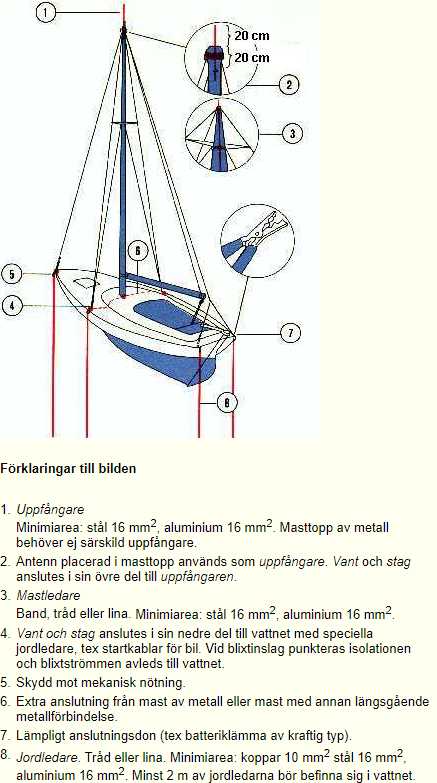 1
20 cm
20 cm
2
3
6
5
4
7
8
Förklaringar till bilden
1. Uppfångare
Minimiarea: stål 16 mm², aluminium 16 mm². Masttopp av metall
behöver ej särskild uppfångare.
2. Antenn placerad i masttopp används som uppfångare. Vant och stag
anslutes i sin övre del till uppfångaren.
3. Mastledare
Band, tråd eller lina. Minimiarea: stål 16 mm², aluminium 16 mm².
4. Vant och stag anslutes i sin nedre del till vattnet med speciella
jordledare, tex startkablar för bil. Vid blixtinslag punkteras isolationen
och blixtströmmen avleds till vattnet.
5. Skydd mot mekanisk nötning.
6. Extra anslutning från mast av metall eller mast med annan längsgående
metallförbindelse.
7. Lämpligt anslutningsdon (tex batteriklämma av kraftig typ).
8. Jordledare. Tråd eller lina. Minimiarea: koppar 10 mm² stål 16 mm²,
aluminium 16 mm². Minst 2 m av jordledarna bör befinna sig i vattnet.